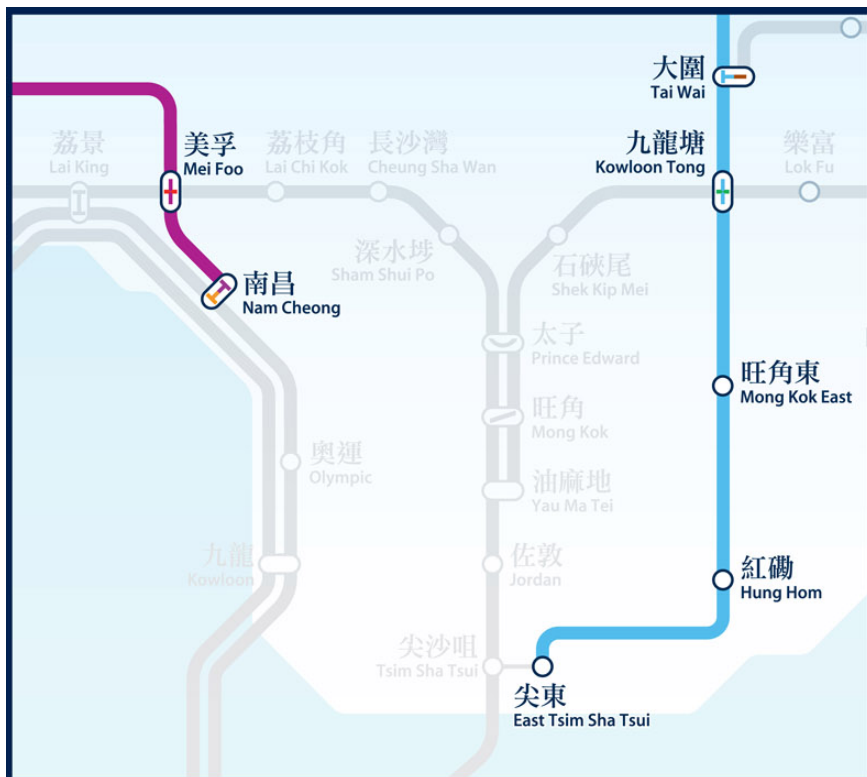 大圍
Tai Wai
荔景
Lai King
美孚
Mei Foo
荔枝角
Lai Chi Kok
長沙灣
Cheung Sha Wan
九龍塘
Kowloon Tong
樂富
Lok Fu
深水埗
Sham Shui Po
石硤尾
Shek Kip Mei
南昌
Nam Cheong
太子
Prince Edward
旺角東
Mong Kok East
旺角
Mong Kok
奧運
Olympic
油麻地
Yau Ma Tei
九龍
Kowloon
佐敦
Jordan
紅磡
Hung Hom
尖沙咀
Tsim Sha Tsui
尖東
East Tsim Sha Tsui